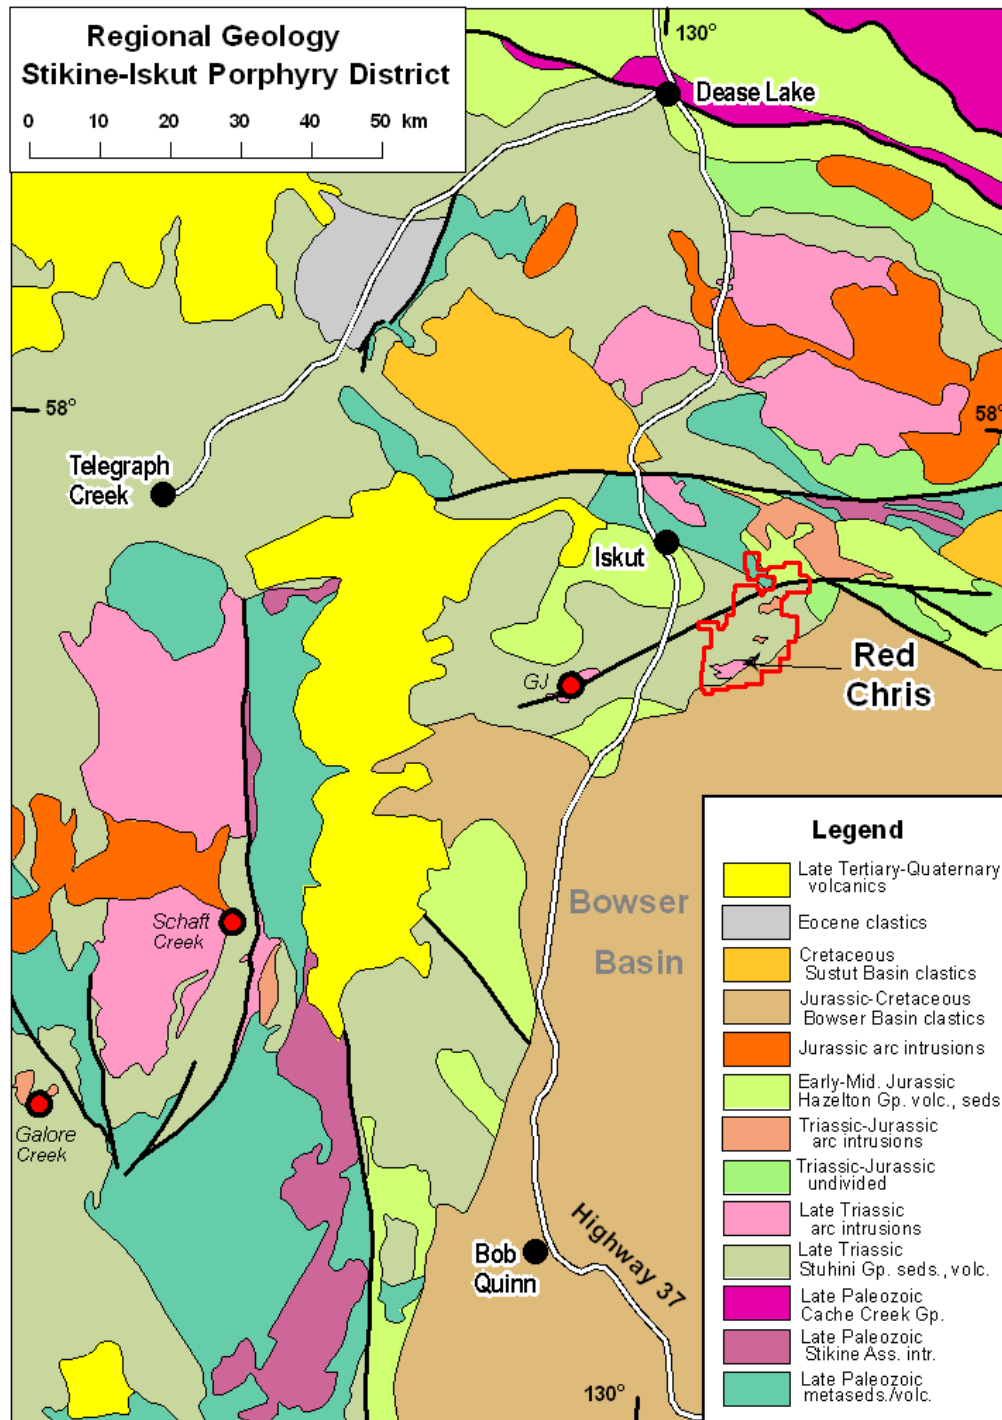 Regional Geology
Stikine-Iskut Porphyry District
0 10 20 30 40 50 km
130°
Dease Lake
58°
58°
Telegraph
Creek
Iskut
GJ
Red
Chris
Schaft
Creek
Bowser
Basin
Galore
Creek
Bob
Quinn
Highway 37
130°
Legend
Late Tertiary-Quaternary
volcanics
Eocene clastics
Cretaceous
Sustut Basin clastics
Jurassic-Cretaceous
Bowser Basin clastics
Jurassic arc intrusions
Early-Mid. Jurassic
Hazelton Gp. volc., seds
Triassic-Jurassic
arc intrusions
Triassic-Jurassic
undivided
Late Triassic
arc intrusions
Late Triassic
Stuhini Gp. seds., volc.
Late Paleozoic
Cache Creek Gp.
Late Paleozoic
Stikine Ass. intr.
Late Paleozoic
metaseds./volc.